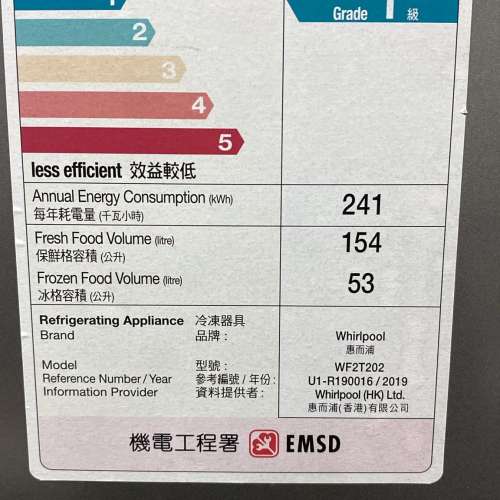 1
Grade 1 級
2
3
4
5
less efficient 效益較低
Annual Energy Consumption (kWh) 241
每年耗電量 (千瓦小時)
Fresh Food Volume (litre) 154
保鮮格容積 (公升)
Frozen Food Volume (litre) 53
冰格容積 (公升)
Refrigerating Appliance 冷凍器具
Brand 品牌 : Whirlpool
惠而浦
Model 型號 : WF2T202
Reference Number / Year 參考編號 / 年份 : U1-R190016 / 2019
Information Provider 資料提供者 : Whirlpool (HK) Ltd.
惠而浦(香港)有限公司
機電工程署 EMSD